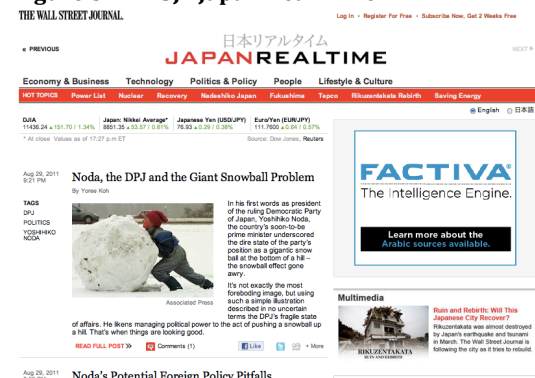 THE WALL STREET JOURNAL.
Log In • Register For Free • Subscribe Now, Get 2 Weeks Free
« PREVIOUS
日本リアルタイム
JAPANREALTIME
NEXT »
Economy & Business Technology Politics & Policy People Lifestyle & Culture
HOT TOPICS Power List Nuclear Recovery Nadeshiko Japan Fukushima Tepco Rikuzentakata Rebirth Saving Energy
English 日本語
DJIA Japan: Nikkei Average* Japanese Yen (USD/JPY) Euro/Yen (EUR/JPY)
11436.24 ▲ 151.70 / 1.34% 8851.35 ▲ 53.57 / 0.61% 76.93 ▲ 0.29 / 0.38% 111.7600 ▲ 0.64 / 0.57%
* At close Values as of 17:27 p.m ET Source: Dow Jones, Reuters
FACTIVA®
The Intelligence Engine.
Learn more about the
Arabic sources available.
Aug 29, 2011
9:21 PM
Noda, the DPJ and the Giant Snowball Problem
By Yoree Koh
TAGS
DPJ
POLITICS
YOSHIHIKO
NODA
In his first words as president
of the ruling Democratic Party
of Japan, Yoshihiko Noda,
the country's soon-to-be
prime minister underscored
the dire state of the party's
position as a gigantic snow
ball at the bottom of a hill –
the snowball effect gone
awry.
It's not exactly the most
foreboding image, but using
such a simple illustration
described in no uncertain
terms the DPJ's fragile state
Associated Press
of affairs. He likens managing political power to the act of pushing a snowball up
a hill. That's when things are looking good.
READ FULL POST » Comments (1) Like + More
Multimedia
RIKUZENTAKATA
RUIN AND REBIRTH
Ruin and Rebirth: Will This
Japanese City Recover?
Rikuzentakata was almost destroyed
by Japan's earthquake and tsunami
in March. The Wall Street Journal is
following the city as it tries to rebuild.
Aug 29, 2011
Noda's Potential Foreign Policy Pitfalls